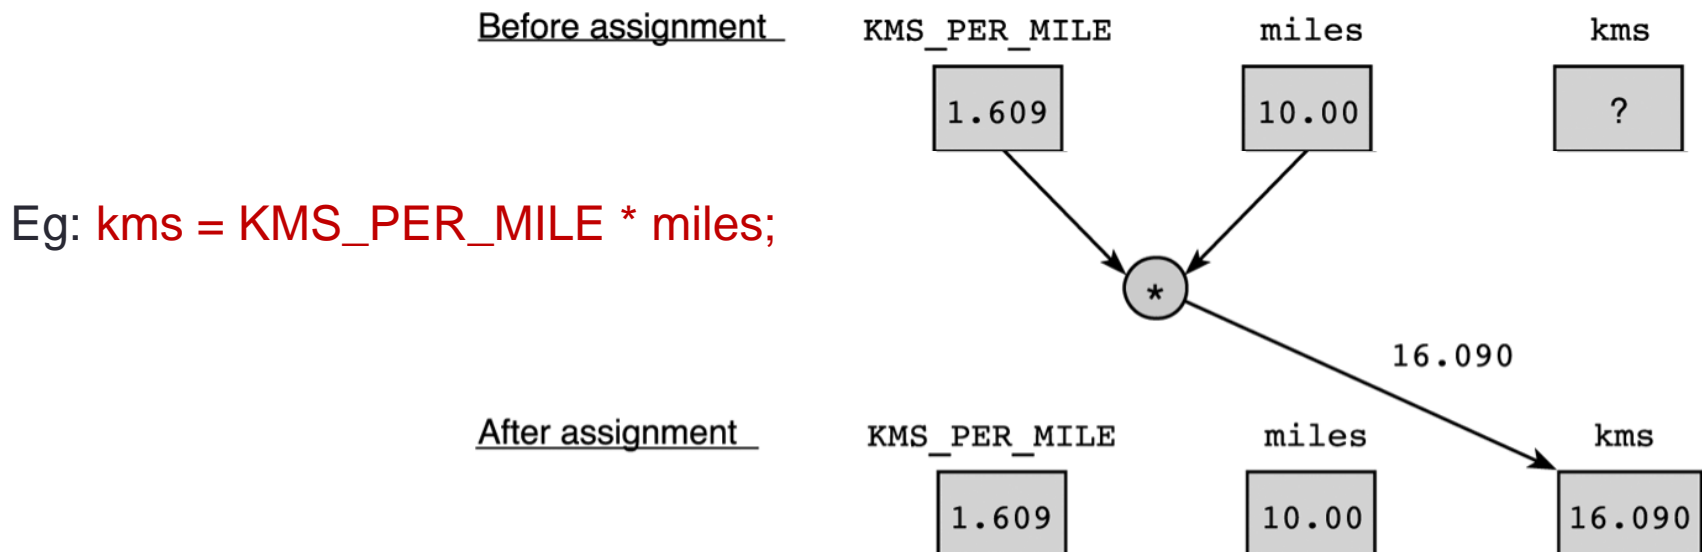 Before assignment KMS_PER_MILE miles kms
1.609 10.00 ?
Eg: kms = KMS_PER_MILE * miles;
*
16.090
After assignment KMS_PER_MILE miles kms
1.609 10.00 16.090